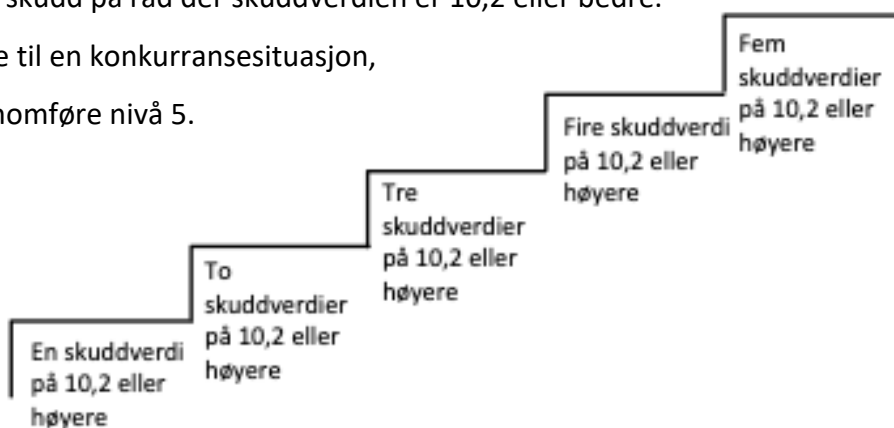 skudd på rad der skuddverdien er 10,2 eller bedre.
e til en konkurransesituasjon,
nomføre nivå 5.
Fem
skuddverdier
på 10,2 eller
høyere
Fire skuddverdi
på 10,2 eller
høyere
Tre
skuddverdier
på 10,2 eller
høyere
To
skuddverdier
på 10,2 eller
høyere
En skuddverdi
på 10,2 eller
høyere